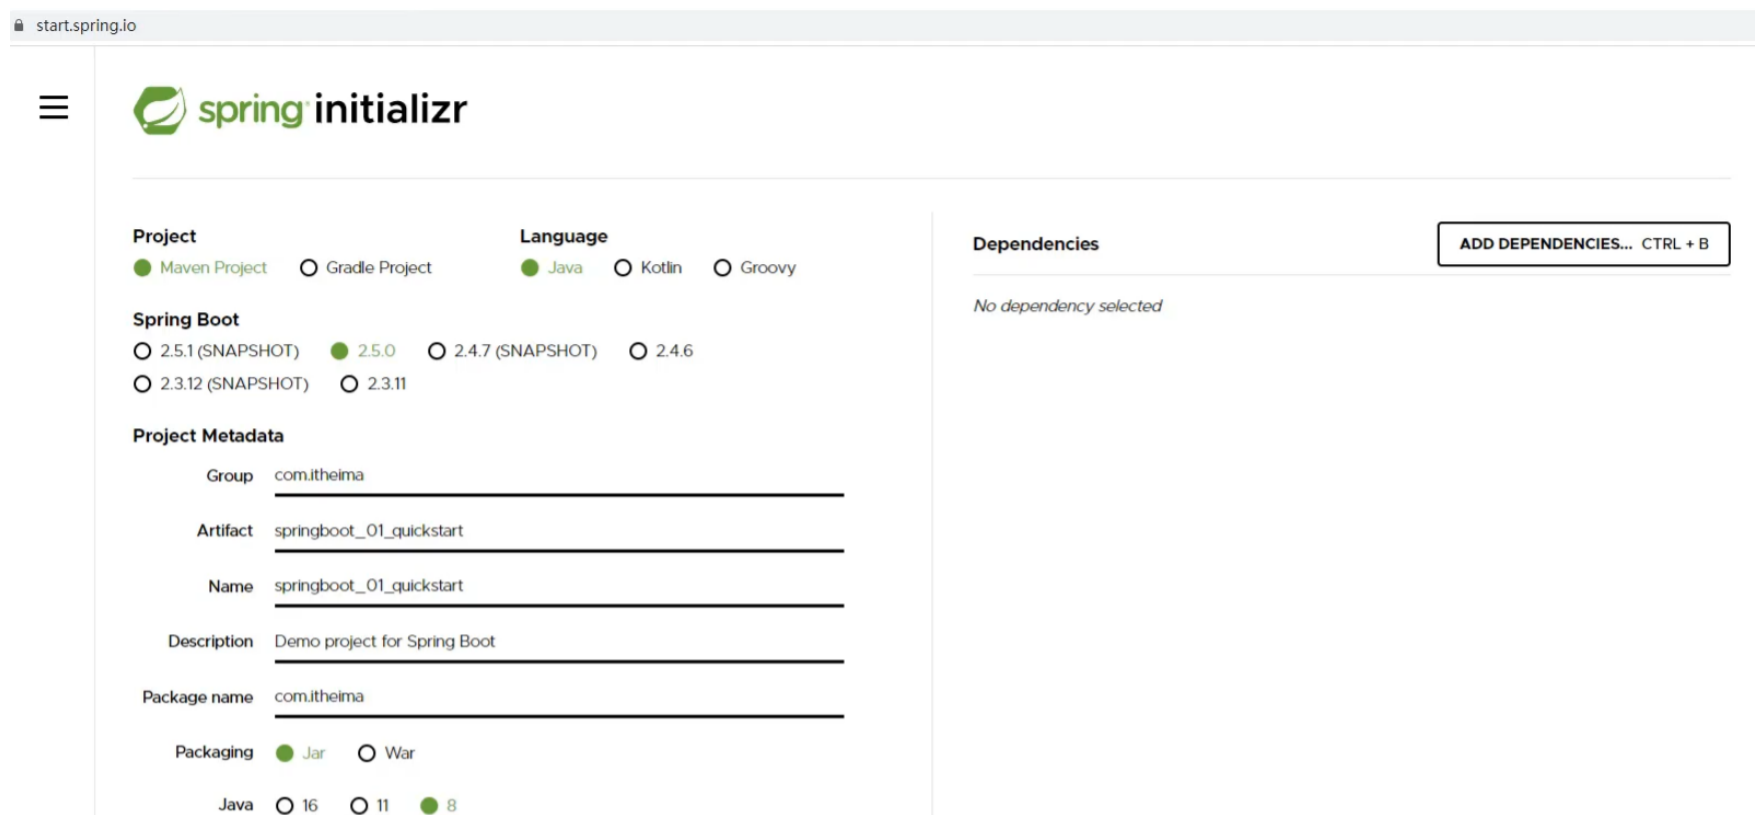 start.spring.io
spring initializr
Project
Maven Project
Gradle Project
Language
Java
Kotlin
Groovy
Spring Boot
2.5.1 (SNAPSHOT)
2.5.0
2.4.7 (SNAPSHOT)
2.4.6
2.3.12 (SNAPSHOT)
2.3.11
Project Metadata
Group com.itheima
Artifact springboot_01_quickstart
Name springboot_01_quickstart
Description Demo project for Spring Boot
Package name com.itheima
Packaging Jar War
Java 16 11 8
Dependencies
ADD DEPENDENCIES... CTRL + B
No dependency selected